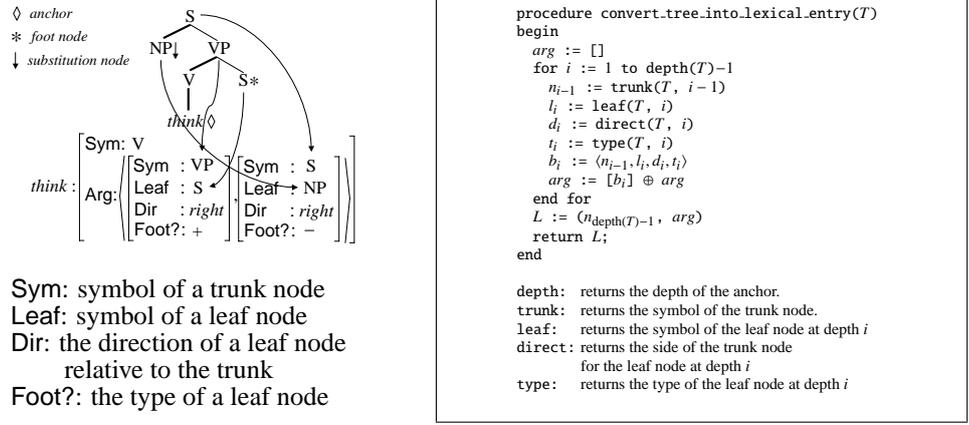 ◊ anchor
* foot node
↓ substitution node
S
NP↓ VP
V S*
think◊
Sym: V
think : Arg: ⟨ [Sym : VP Leaf : S Dir : right Foot?: +] , [Sym : S Leaf : NP Dir : right Foot?: −] ⟩
Sym: symbol of a trunk node
Leaf: symbol of a leaf node
Dir: the direction of a leaf node
relative to the trunk
Foot?: the type of a leaf node
procedure convert_tree_into_lexical_entry(T)
begin
arg := []
for i := 1 to depth(T)−1
n_{i−1} := trunk(T, i−1)
l_i := leaf(T, i)
d_i := direct(T, i)
t_i := type(T, i)
b_i := ⟨n_{i−1}, l_i, d_i, t_i⟩
arg := [b_i] ⊕ arg
end for
L := (n_{depth(T)−1}, arg)
return L;
end
depth: returns the depth of the anchor.
trunk: returns the symbol of the trunk node.
leaf: returns the symbol of the leaf node at depth i
direct: returns the side of the trunk node
for the leaf node at depth i
type: returns the type of the leaf node at depth i